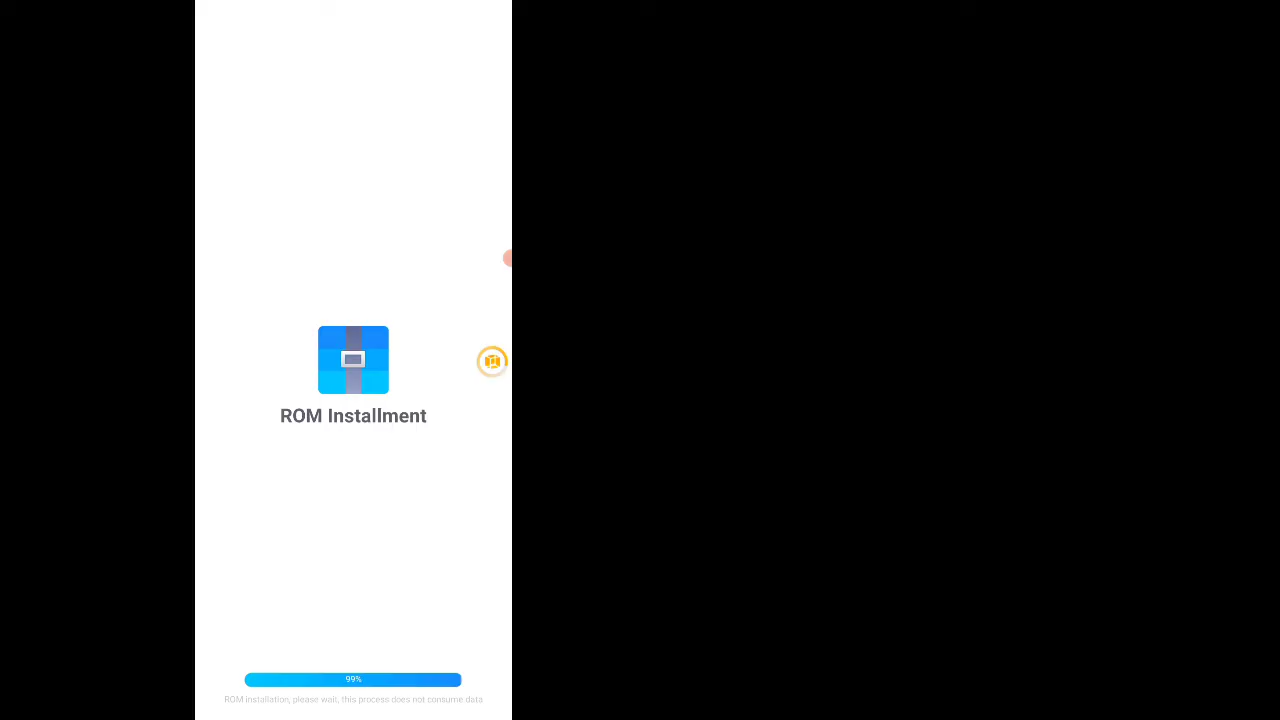 ROM Installment
99%
ROM installation, please wait, this process does not consume data